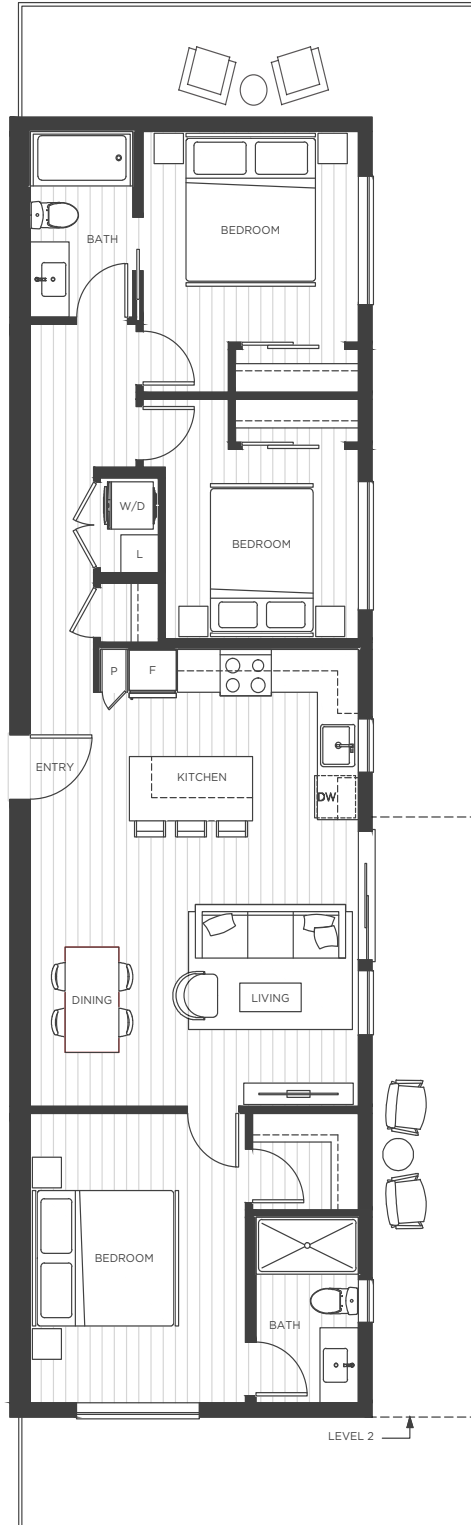 BATH
BEDROOM
W/D
L
BEDROOM
P
F
ENTRY
KITCHEN
DW
DINING
LIVING
BEDROOM
BATH
LEVEL 2